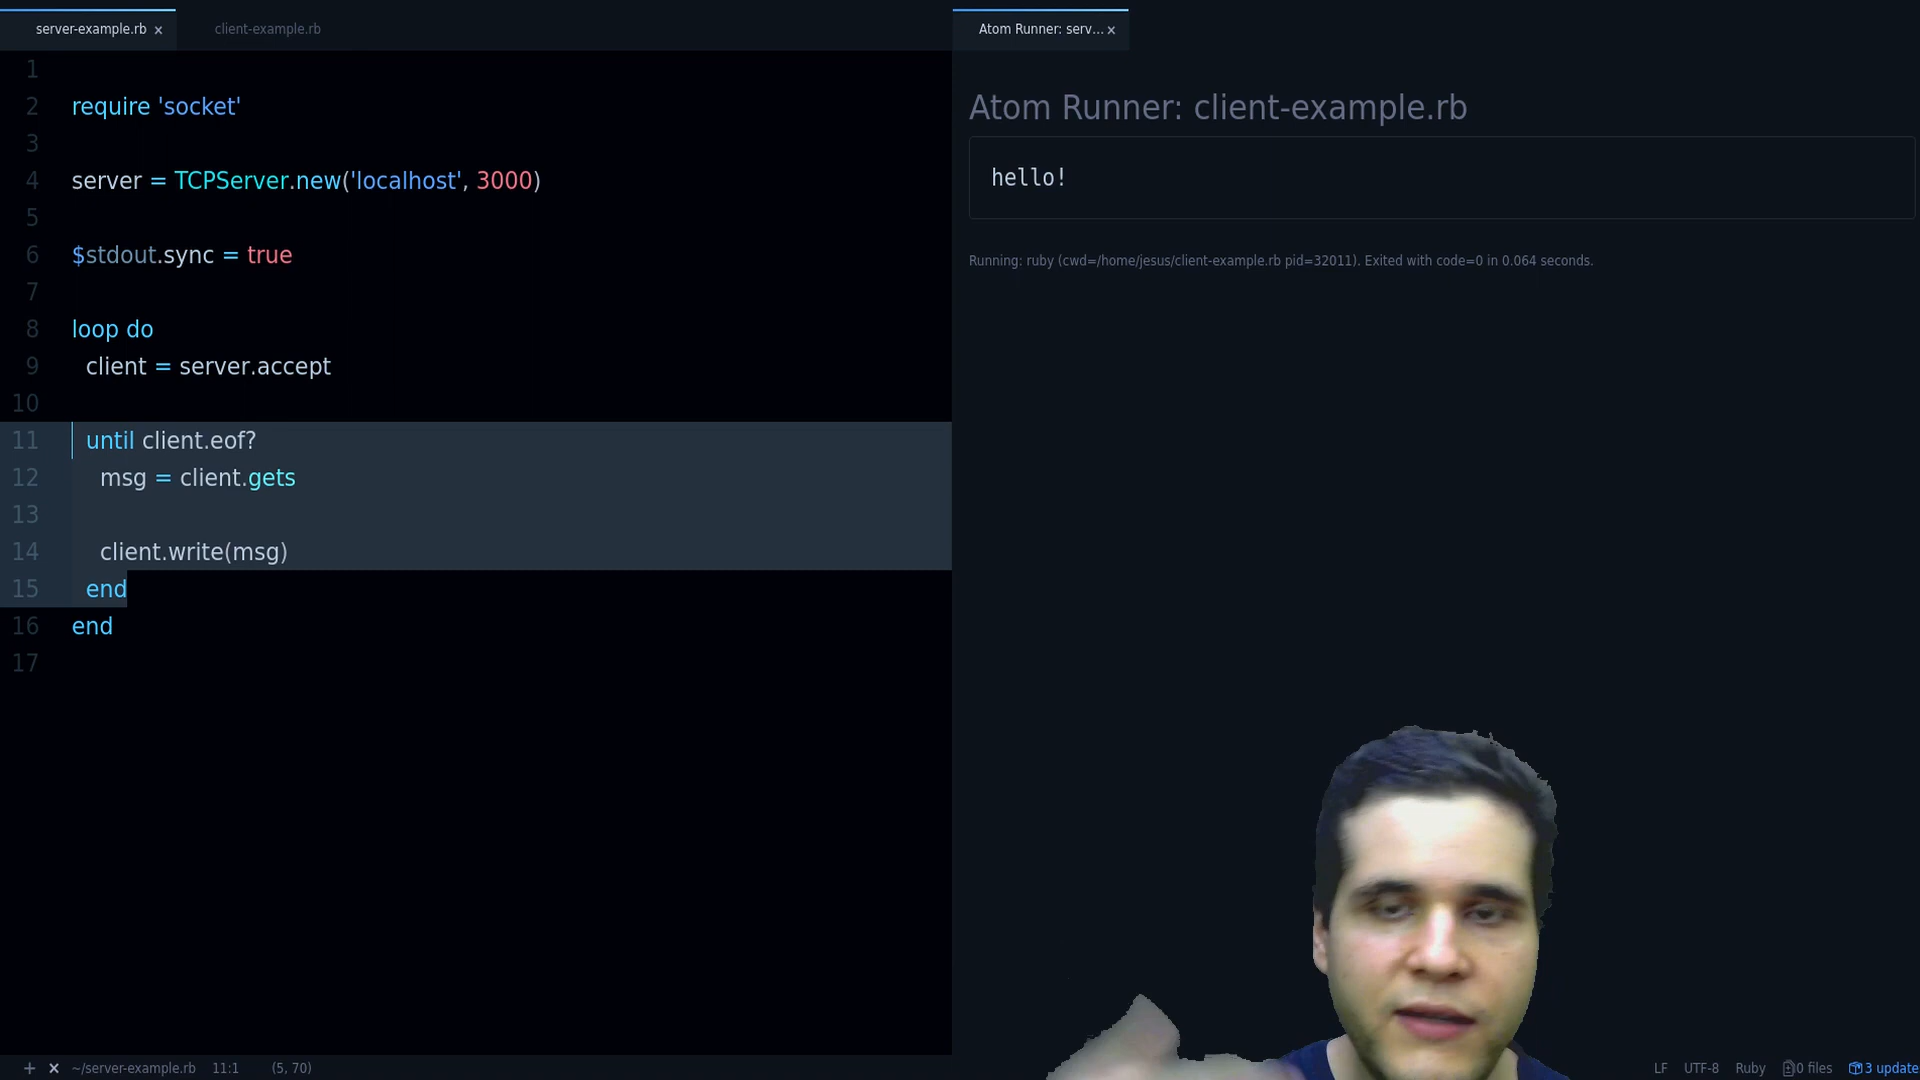 server-example.rb ×
client-example.rb
Atom Runner: serv... ×
1
2 require 'socket'
3
4 server = TCPServer.new('localhost', 3000)
5
6 $stdout.sync = true
7
8 loop do
9 client = server.accept
10
11 until client.eof?
12 msg = client.gets
13
14 client.write(msg)
15 end
16 end
17
Atom Runner: client-example.rb
hello!
Running: ruby (cwd=/home/jesus/client-example.rb pid=32011). Exited with code=0 in 0.064 seconds.
+ × ~/server-example.rb 11:1 (5, 70)
LF UTF-8 Ruby 0 files 3 update